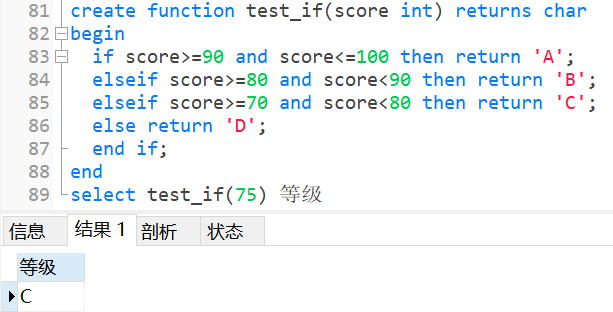 81 create function test_if(score int) returns char
82 begin
83 if score>=90 and score<=100 then return 'A';
84 elseif score>=80 and score<90 then return 'B';
85 elseif score>=70 and score<80 then return 'C';
86 else return 'D';
87 end if;
88 end
89 select test_if(75) 等级
信息 结果 1 剖析 状态
等级
C